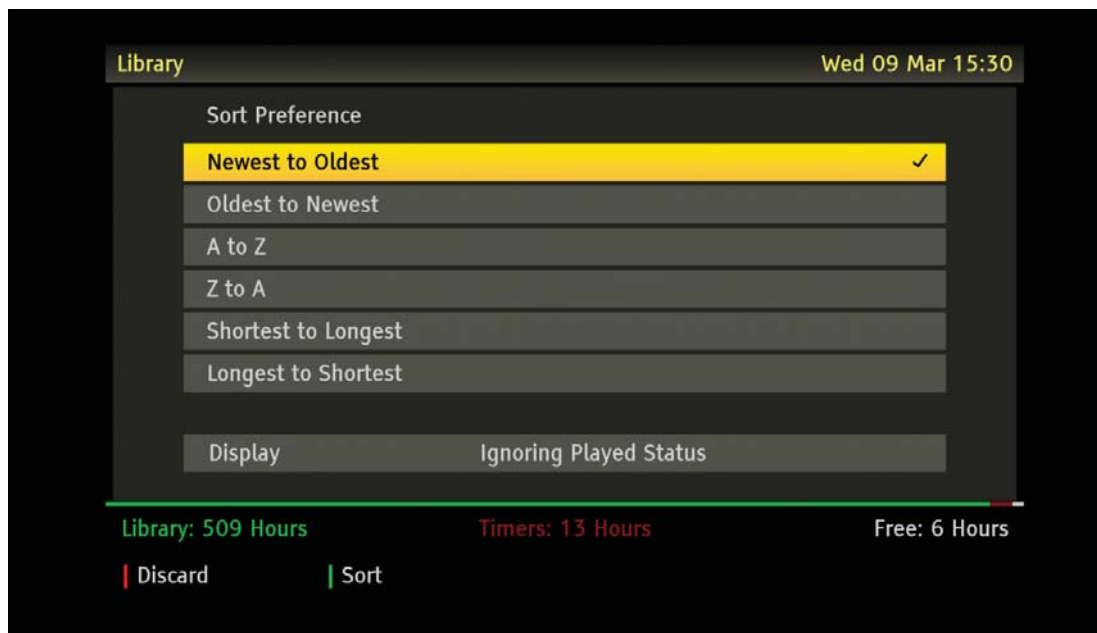 Library Wed 09 Mar 15:30
Sort Preference
Newest to Oldest ✓
Oldest to Newest
A to Z
Z to A
Shortest to Longest
Longest to Shortest
Display Ignoring Played Status
Library: 509 Hours Timers: 13 Hours Free: 6 Hours
Discard Sort